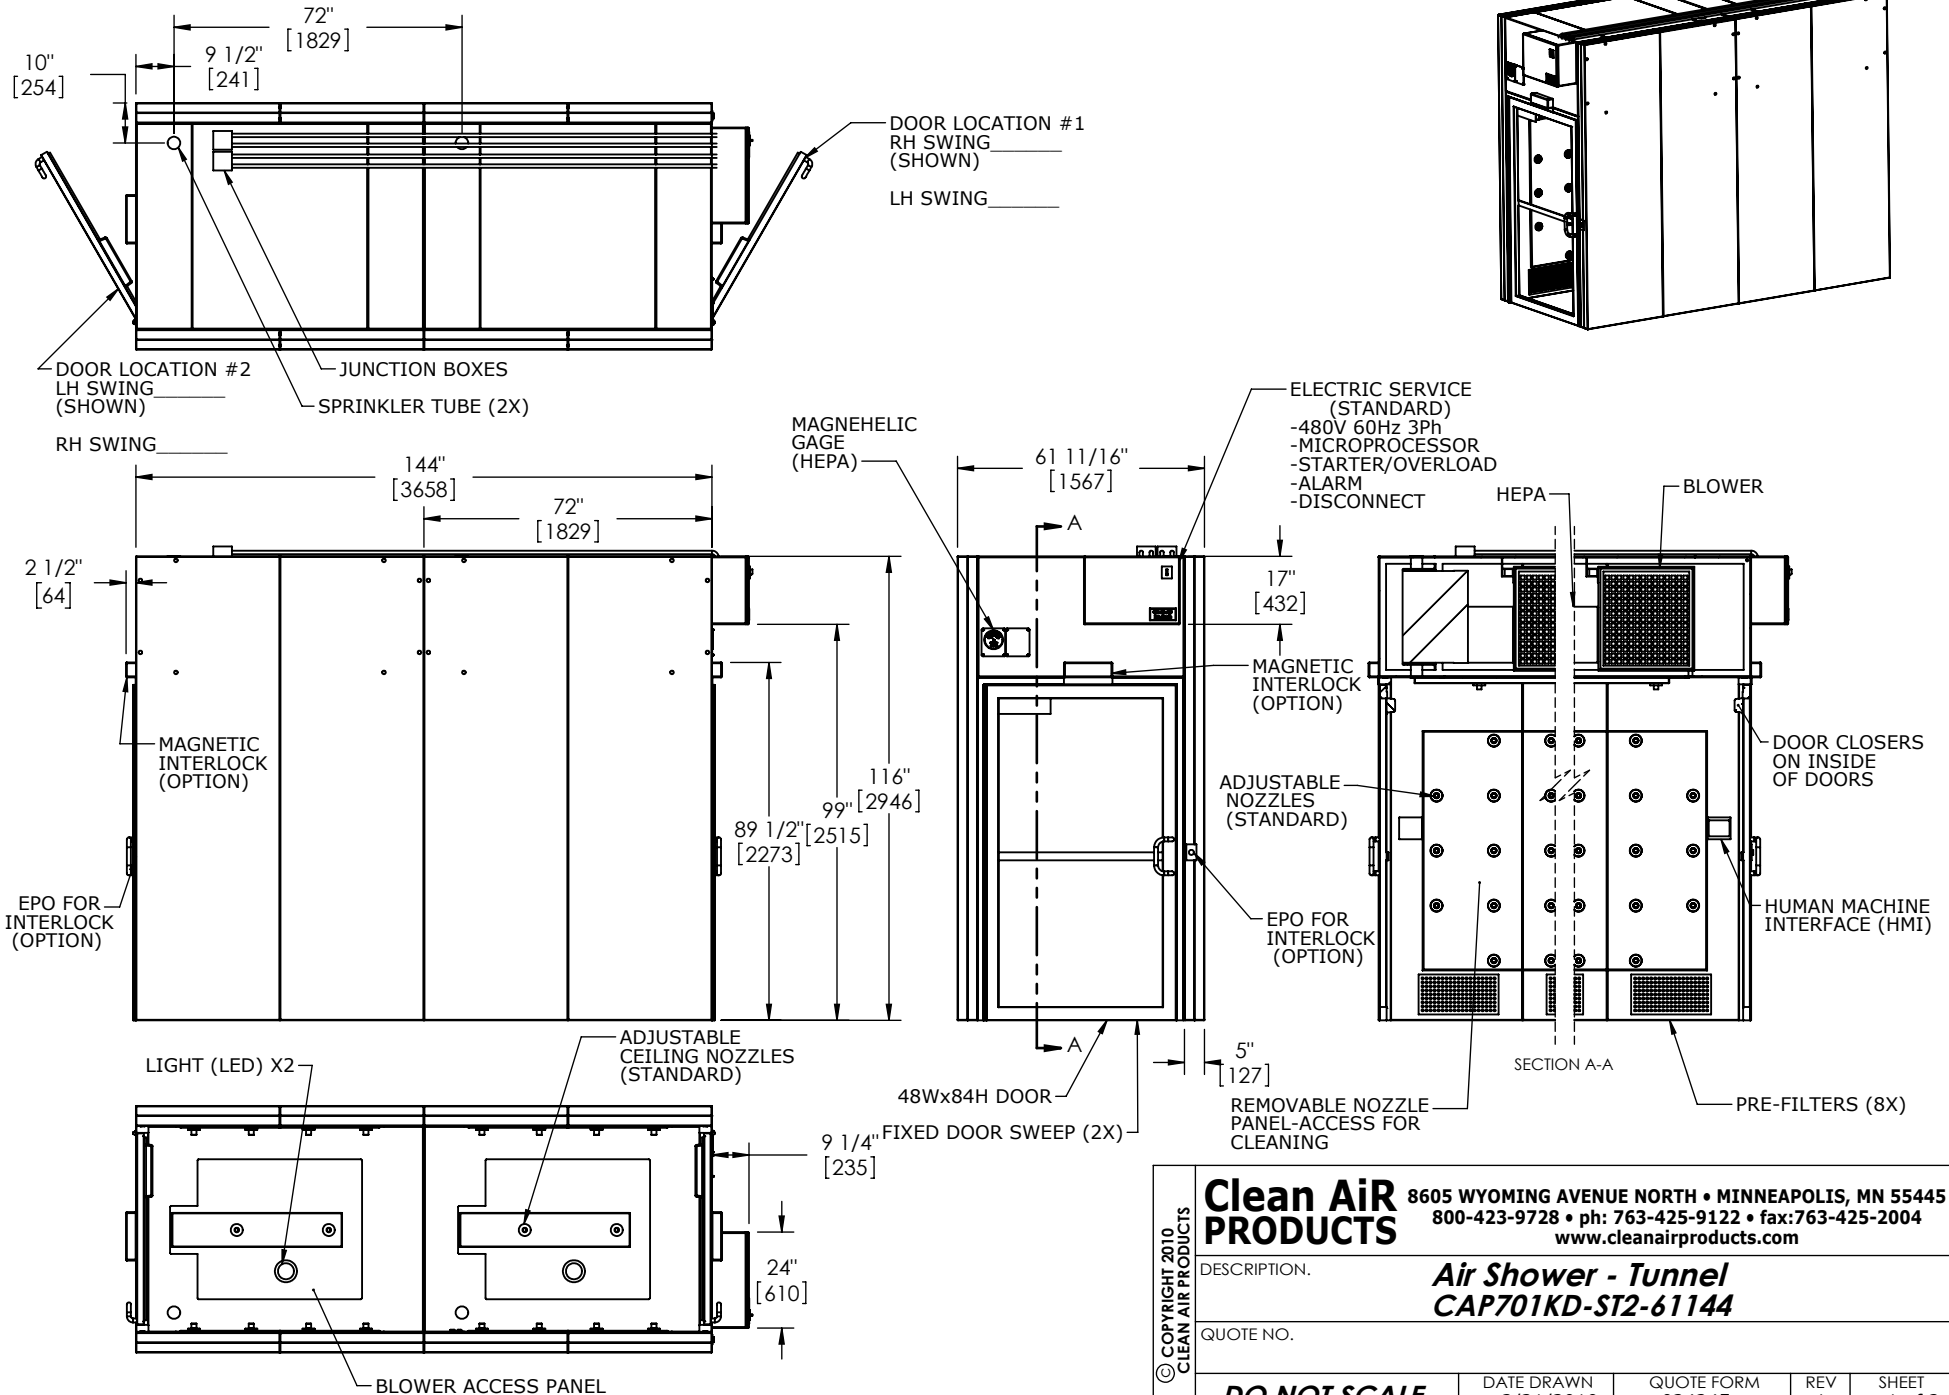 72"
[1829]
10"
[254]
9 1/2"
[241]
DOOR LOCATION #1
RH SWING______
(SHOWN)
LH SWING______
DOOR LOCATION #2
LH SWING______
(SHOWN)
RH SWING______
JUNCTION BOXES
SPRINKLER TUBE (2X)
144"
[3658]
72"
[1829]
2 1/2"
[64]
MAGNETIC
INTERLOCK
(OPTION)
EPO FOR
INTERLOCK
(OPTION)
89 1/2"
[2273]
99"
[2515]
116"
[2946]
MAGNEHELIC
GAGE
(HEPA)
61 11/16"
[1567]
A
A
ELECTRIC SERVICE
(STANDARD)
-480V 60Hz 3Ph
-MICROPROCESSOR
-STARTER/OVERLOAD
-ALARM
-DISCONNECT
17"
[432]
MAGNETIC
INTERLOCK
(OPTION)
EPO FOR
INTERLOCK
(OPTION)
5"
[127]
48Wx84H DOOR
FIXED DOOR SWEEP (2X)
HEPA
BLOWER
ADJUSTABLE
NOZZLES
(STANDARD)
DOOR CLOSERS
ON INSIDE
OF DOORS
HUMAN MACHINE
INTERFACE (HMI)
SECTION A-A
REMOVABLE NOZZLE
PANEL-ACCESS FOR
CLEANING
PRE-FILTERS (8X)
LIGHT (LED) X2
ADJUSTABLE
CEILING NOZZLES
(STANDARD)
9 1/4"
[235]
24"
[610]
BLOWER ACCESS PANEL
© COPYRIGHT 2010
CLEAN AIR PRODUCTS
Clean AiR
PRODUCTS
8605 WYOMING AVENUE NORTH • MINNEAPOLIS, MN 55445
800-423-9728 • ph: 763-425-9122 • fax:763-425-2004
www.cleanairproducts.com
DESCRIPTION.
Air Shower - Tunnel
CAP701KD-ST2-61144
QUOTE NO.
DO NOT SCALE
DATE DRAWN
QUOTE FORM
REV
SHEET